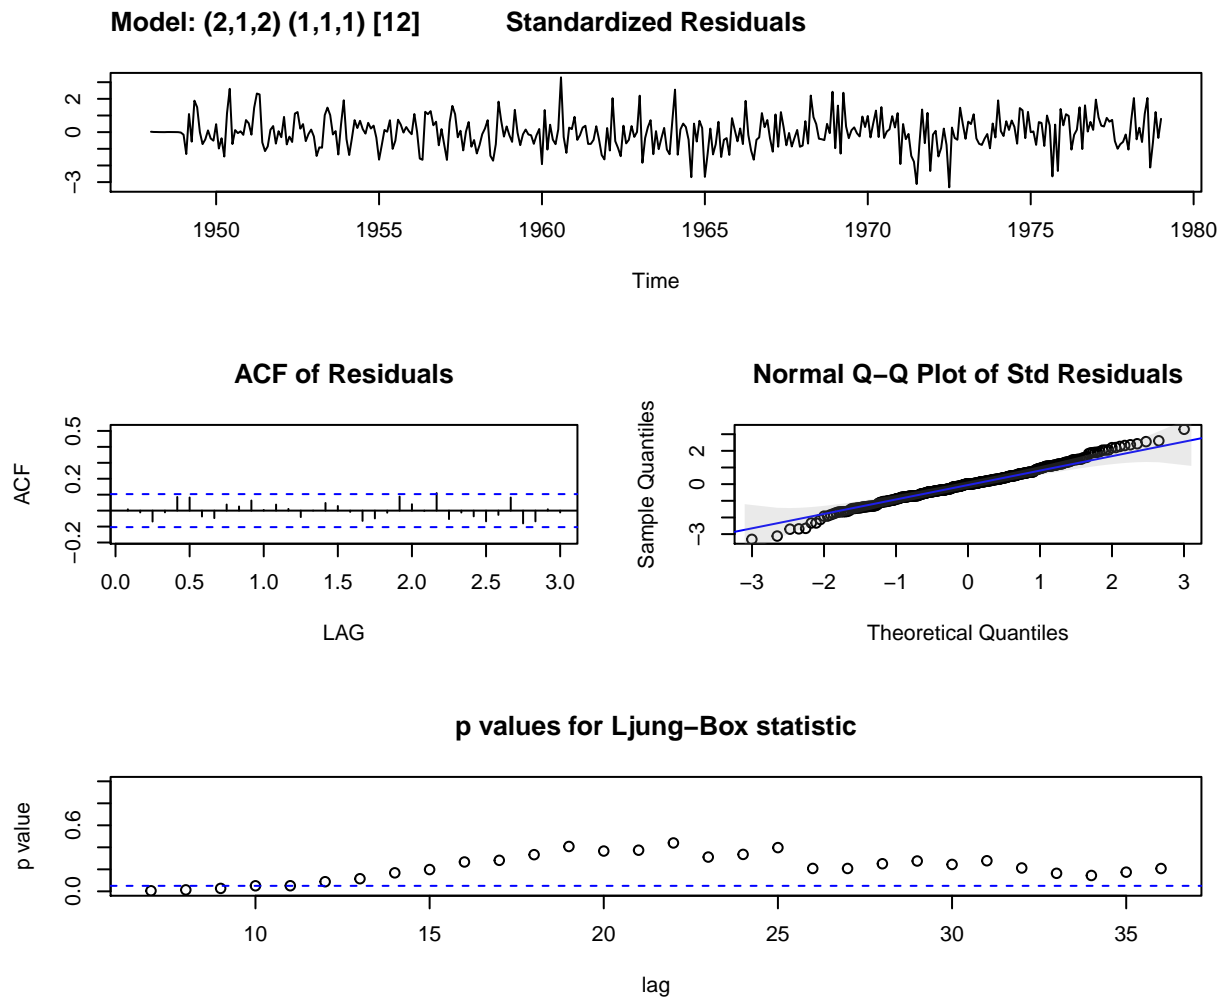 Model: (2,1,2) (1,1,1) [12] Standardized Residuals
2
0
−3
1950 1955 1960 1965 1970 1975 1980
Time
ACF of Residuals
0.5
0.2
−0.2
ACF
0.0 0.5 1.0 1.5 2.0 2.5 3.0
LAG
Normal Q−Q Plot of Std Residuals
2
0
−3
Sample Quantiles
−3 −2 −1 0 1 2 3
Theoretical Quantiles
p values for Ljung−Box statistic
0.6
0.0
p value
10 15 20 25 30 35
lag